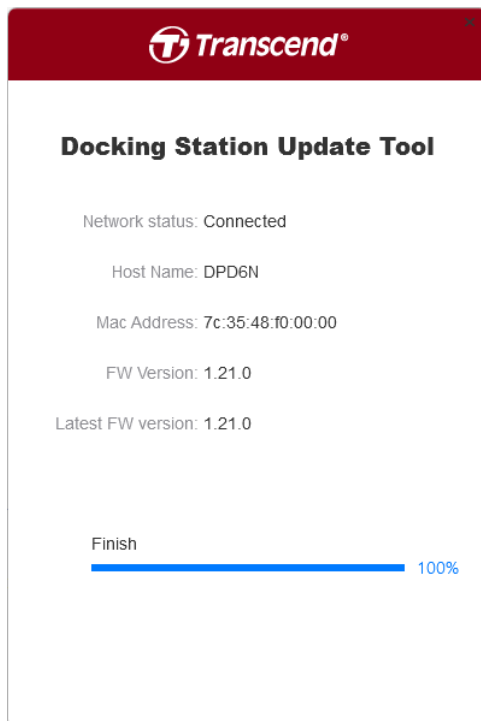 Transcend®
Docking Station Update Tool
Network status: Connected
Host Name: DPD6N
Mac Address: 7c:35:48:f0:00:00
FW Version: 1.21.0
Latest FW version: 1.21.0
Finish
100%